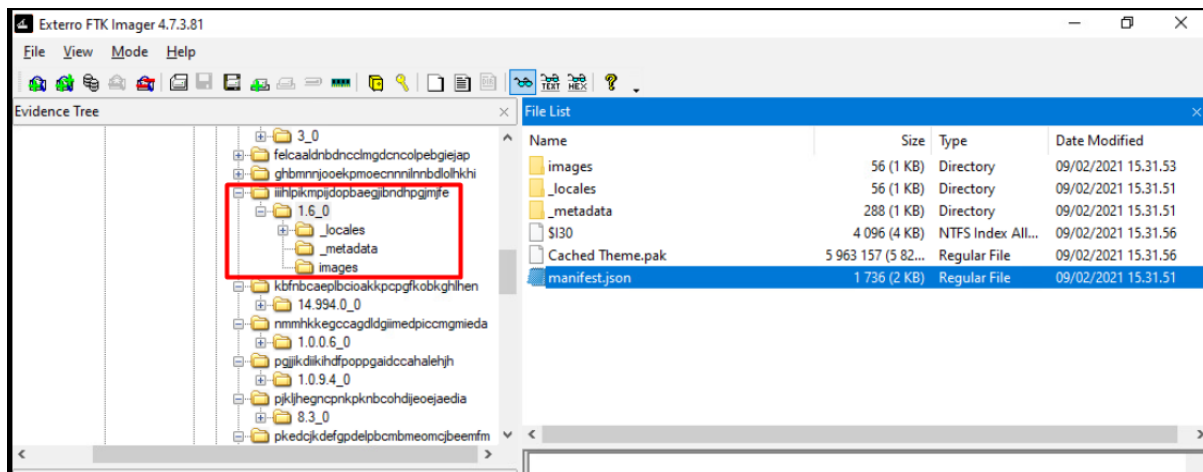 Exterro FTK Imager 4.7.3.81
File View Mode Help
TEXT HEX
Evidence Tree
3_0
felcaaldnbdncclmgdcncolpebgiejap
ghbmnnjooekpmoecnnnilnnbdlolhkhi
iihlpikmpijdopbaegjibndhpgjmjfe
1.6_0
_locales
_metadata
images
kbfnbcaeplbcioakkpcpgfkobkghlhen
14.994.0_0
nmmhkkegccagdldgiimedpiccmgmieda
1.0.0.6_0
pgjjikdiikihdfpoppgaidccahalehjh
1.0.9.4_0
pjkljhegncpnkpknbcohdijeoejaedia
8.3_0
pkedcjkdefgpdelpbcmbmeomcjbeemfm
File List
Name Size Type Date Modified
images 56 (1 KB) Directory 09/02/2021 15.31.53
_locales 56 (1 KB) Directory 09/02/2021 15.31.51
_metadata 288 (1 KB) Directory 09/02/2021 15.31.51
$I30 4 096 (4 KB) NTFS Index All... 09/02/2021 15.31.56
Cached Theme.pak 5 963 157 (5 82... Regular File 09/02/2021 15.31.56
manifest.json 1 736 (2 KB) Regular File 09/02/2021 15.31.51